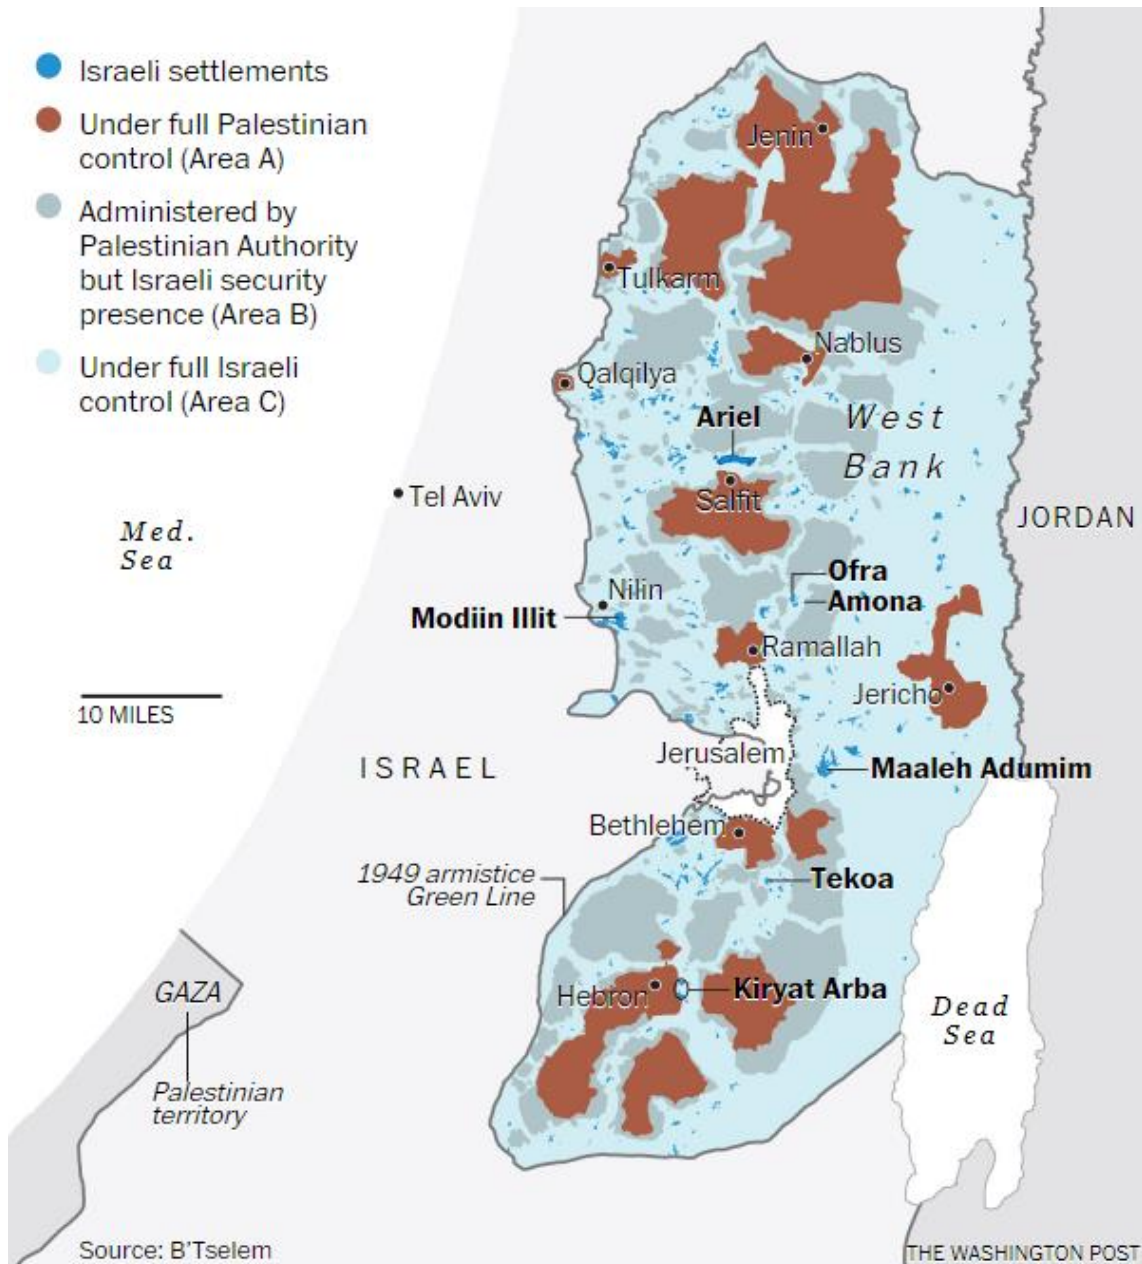 Israeli settlements
Under full Palestinian
control (Area A)
Administered by
Palestinian Authority
but Israeli security
presence (Area B)
Under full Israeli
control (Area C)
Jenin
Tulkarm
Nablus
Qalqilya
Ariel
West
Bank
Salfit
Tel Aviv
JORDAN
Med.
Sea
Ofra
Nilin
Amona
Modiin Illit
Ramallah
Jericho
10 MILES
Jerusalem
ISRAEL
Maaleh Adumim
Bethlehem
1949 armistice
Green Line
Tekoa
GAZA
Hebron
Kiryat Arba
Dead
Sea
Palestinian
territory
Source: B'Tselem
THE WASHINGTON POST